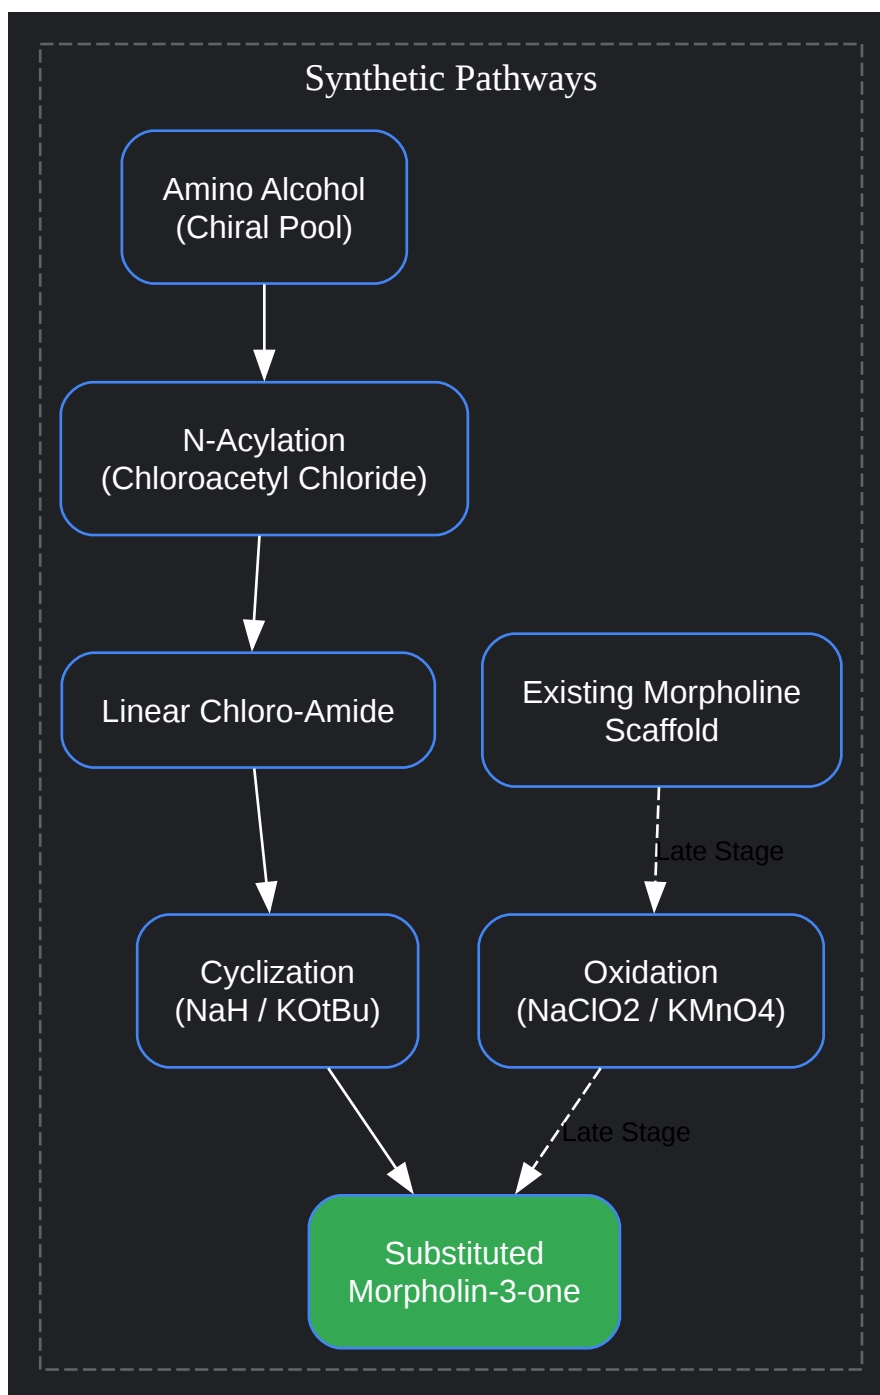 Synthetic Pathways
Amino Alcohol
(Chiral Pool)
N-Acylation
(Chloroacetyl Chloride)
Linear Chloro-Amide
Existing Morpholine
Scaffold
Late Stage
Cyclization
(NaH / KOtBu)
Oxidation
(NaClO2 / KMnO4)
Late Stage
Substituted
Morpholin-3-one